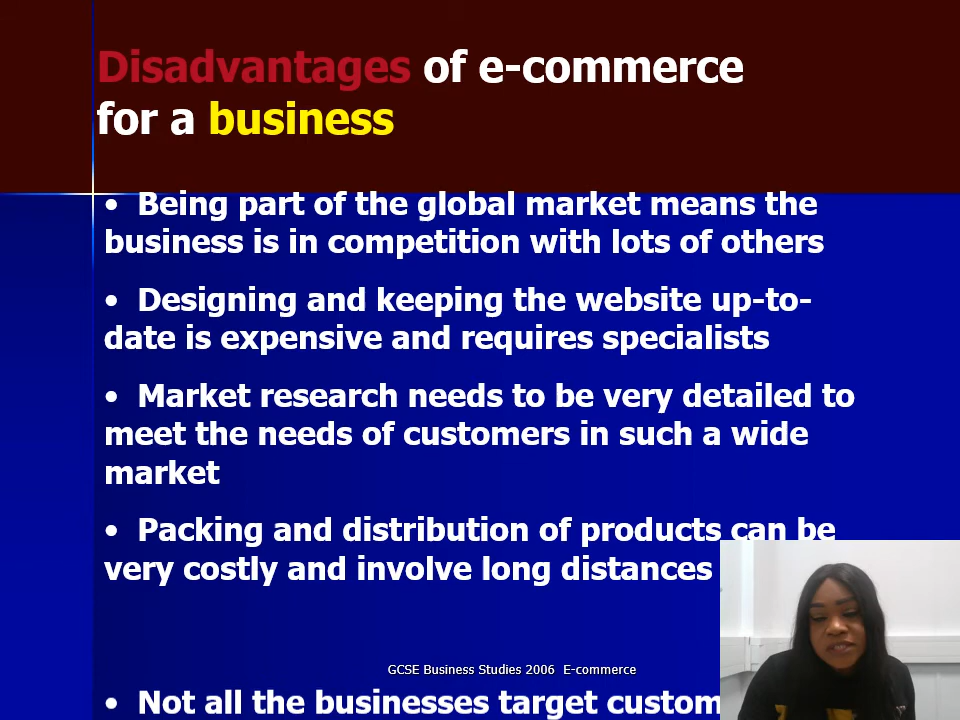 Disadvantages of e-commerce
for a business
• Being part of the global market means the
business is in competition with lots of others
• Designing and keeping the website up-to-
date is expensive and requires specialists
• Market research needs to be very detailed to
meet the needs of customers in such a wide
market
• Packing and distribution of products can be
very costly and involve long distances
GCSE Business Studies 2006 E-commerce
• Not all the businesses target custom